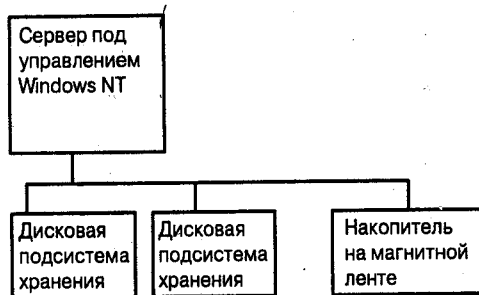 Сервер под
управлением
Windows NT
Дисковая
подсистема
хранения
Дисковая
подсистема
хранения
Накопитель
на магнитной
ленте